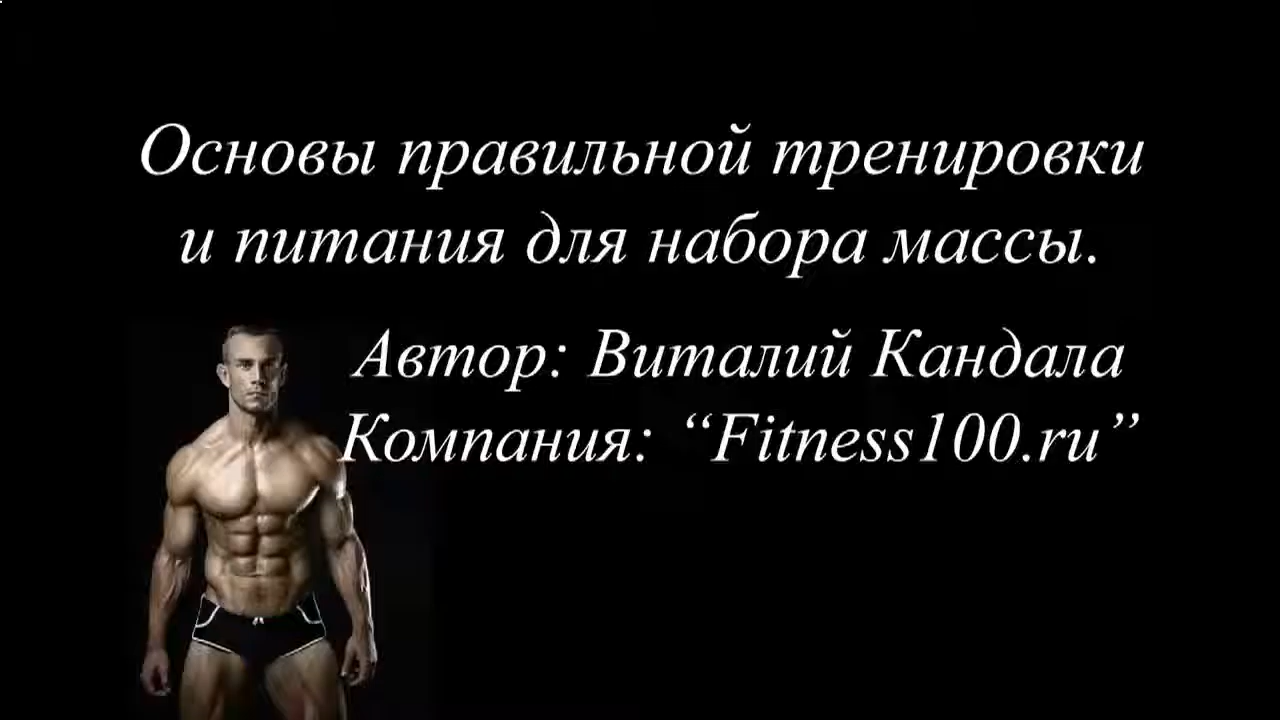 Основы правильной тренировки
и питания для набора массы.
Автор: Виталий Кандала
Компания: “Fitness100.ru”